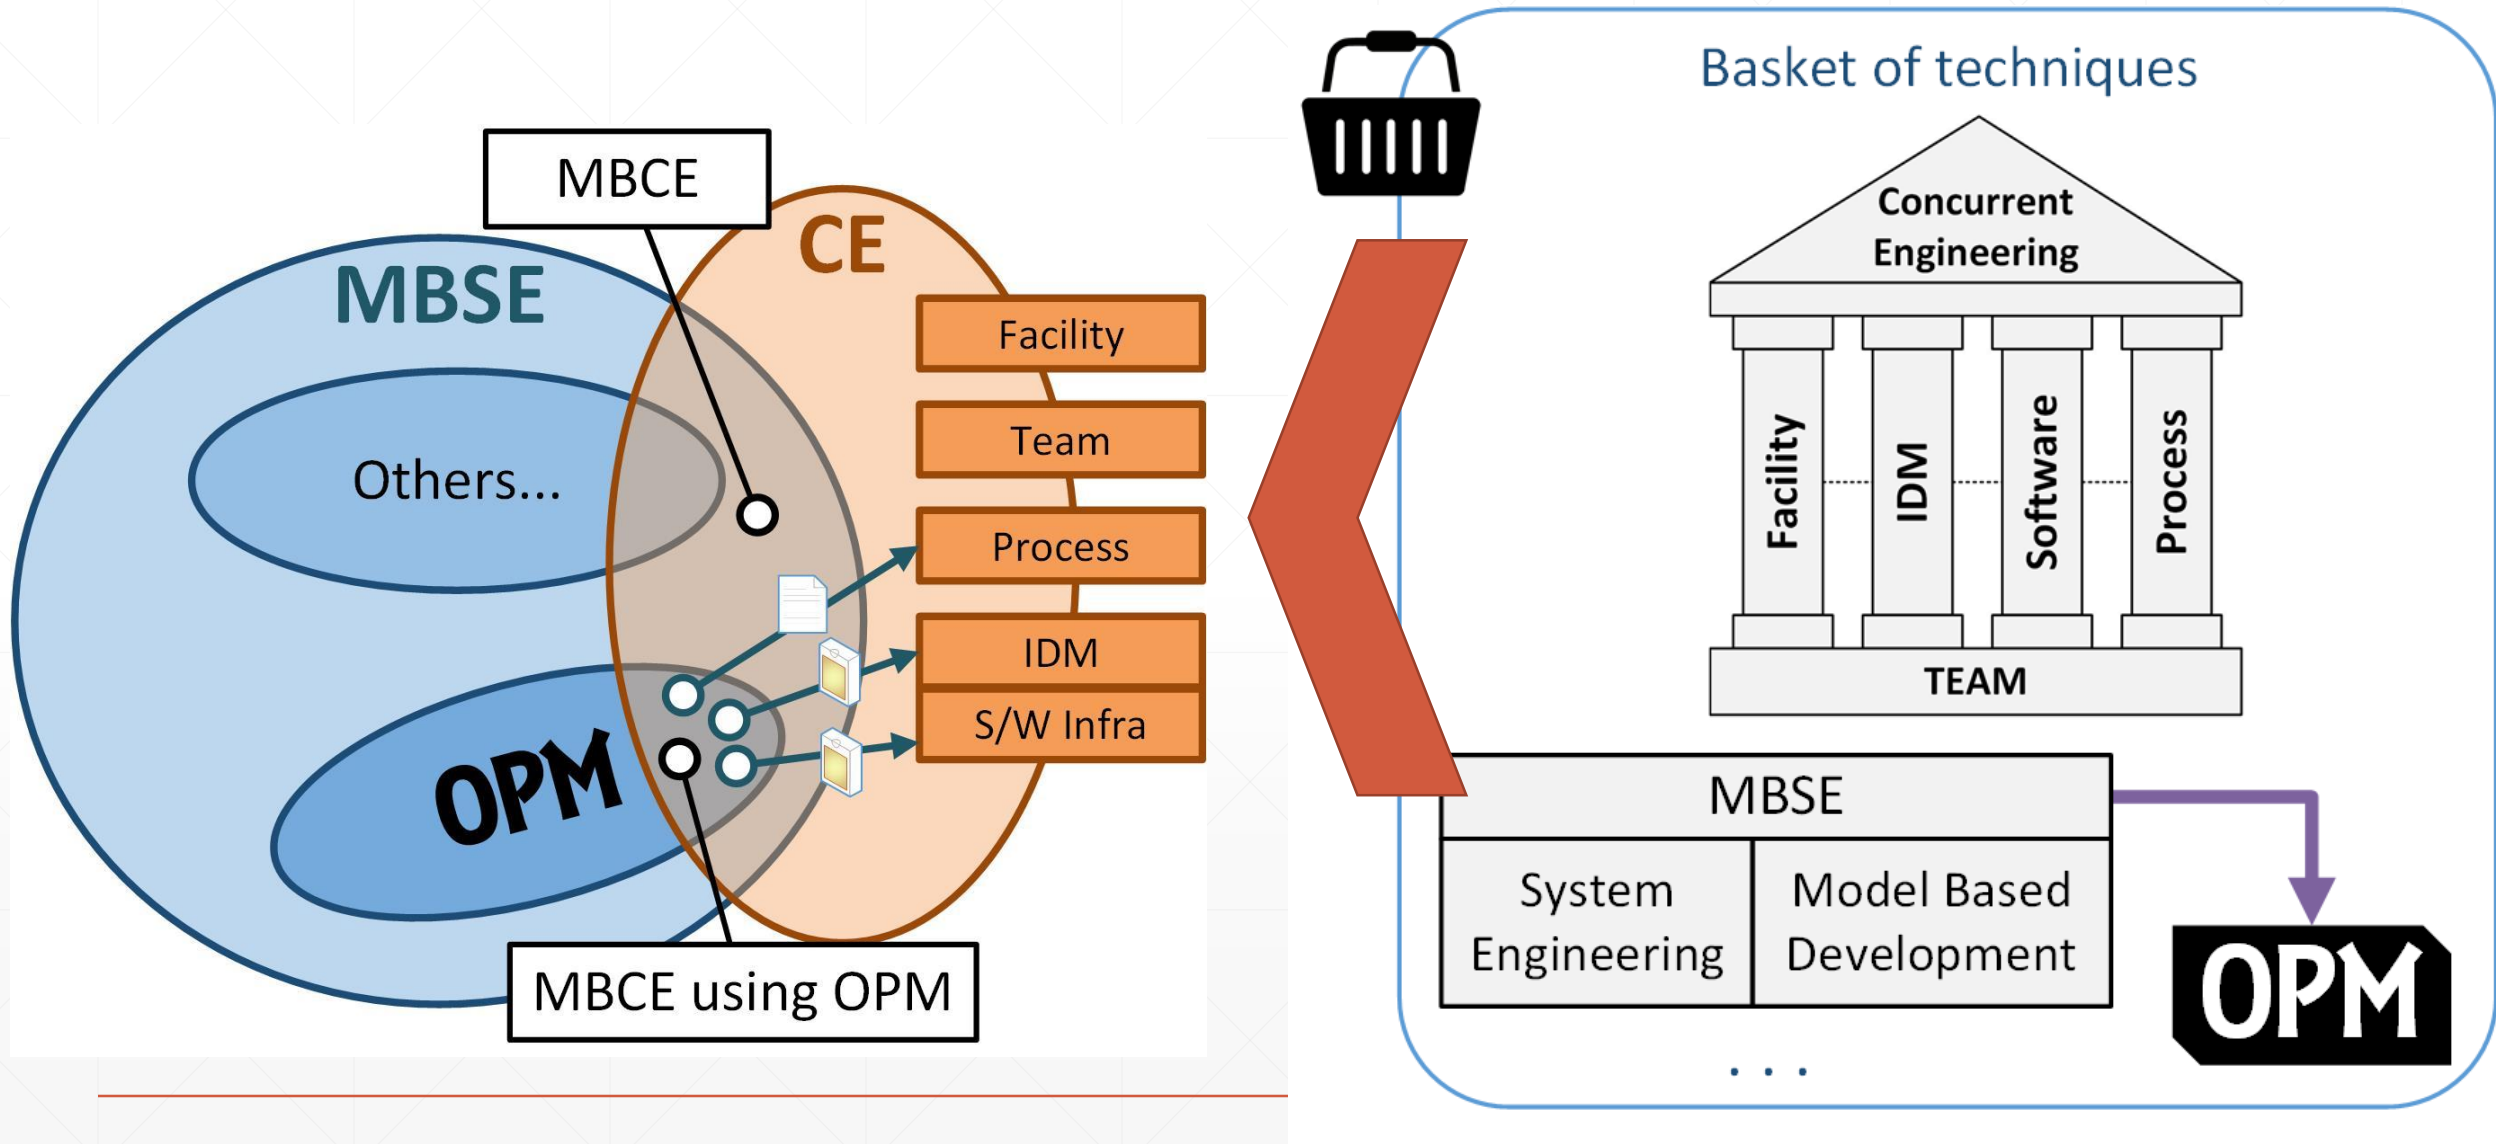 MBCE
CE
MBSE
Others...
OPM
Facility
Team
Process
IDM
S/W Infra
MBCE using OPM
Basket of techniques
Concurrent
Engineering
Facility
IDM
Software
Process
TEAM
MBSE
System
Engineering
Model Based
Development
OPM
. . .